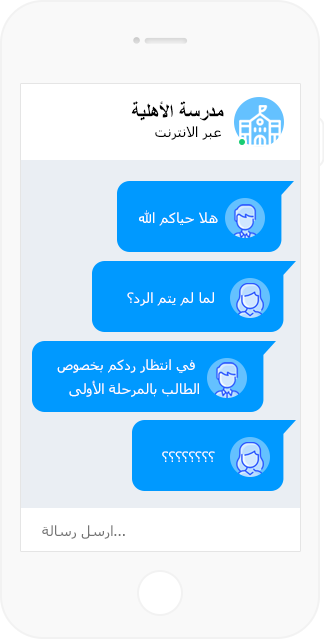 مدرسة الأهلية
عبر الانترنت
هلا حياكم الله
لما لم يتم الرد؟
في انتظار ردكم بخصوص
الطالب بالمرحلة الأولى
؟؟؟؟؟؟؟؟
ارسل رسالة...